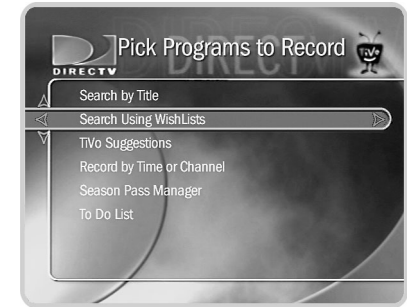 Pick Programs to Record
TiVo
DIRECTV
Search by Title
Search Using WishLists
TiVo Suggestions
Record by Time or Channel
Season Pass Manager
To Do List